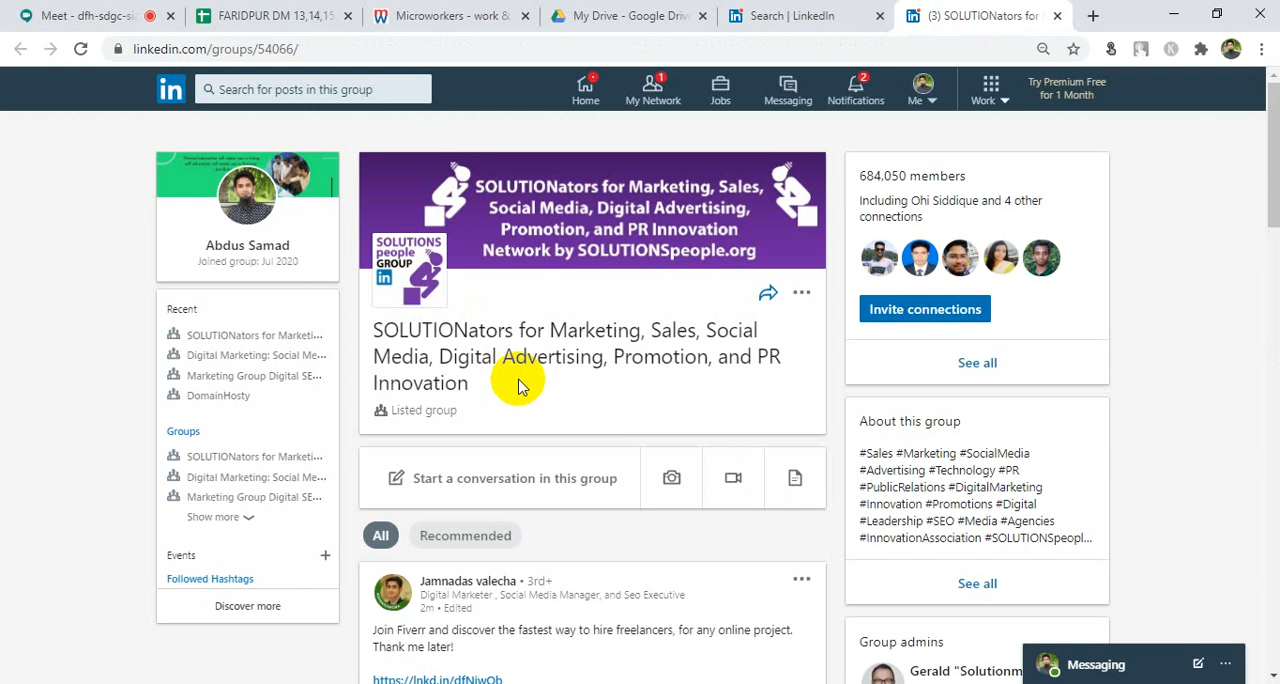 Meet - dfh-sdgc-sia
FARIDPUR DM 13,14,15
Microworkers - work &
My Drive - Google Drive
Search | LinkedIn
(3) SOLUTIONators for
linkedin.com/groups/54066/
in
Search for posts in this group
Home
1
My Network
Jobs
Messaging
2
Notifications
Me
Work
Try Premium Free
for 1 Month
Abdus Samad
Joined group: Jul 2020
Recent
SOLUTIONators for Marketi...
Digital Marketing: Social Me...
Marketing Group Digital SE...
DomainHosty
Groups
SOLUTIONators for Marketi...
Digital Marketing: Social Me...
Marketing Group Digital SE...
Show more
Events
Followed Hashtags
Discover more
SOLUTIONators for Marketing, Sales,
Social Media, Digital Advertising,
Promotion, and PR Innovation
Network by SOLUTIONSpeople.org
SOLUTIONS
people
GROUP
in
SOLUTIONators for Marketing, Sales, Social
Media, Digital Advertising, Promotion, and PR
Innovation
Listed group
Start a conversation in this group
All
Recommended
Jamnadas valecha • 3rd+
Digital Marketer , Social Media Manager, and Seo Executive
2m • Edited
Join Fiverr and discover the fastest way to hire freelancers, for any online project.
Thank me later!
https://lnkd.in/dfNjwQb
684,050 members
Including Ohi Siddique and 4 other
connections
Invite connections
See all
About this group
#Sales #Marketing #SocialMedia
#Advertising #Technology #PR
#PublicRelations #DigitalMarketing
#Innovation #Promotions #Digital
#Leadership #SEO #Media #Agencies
#InnovationAssociation #SOLUTIONSpeopl...
See all
Group admins
Gerald "Solutionm
Messaging